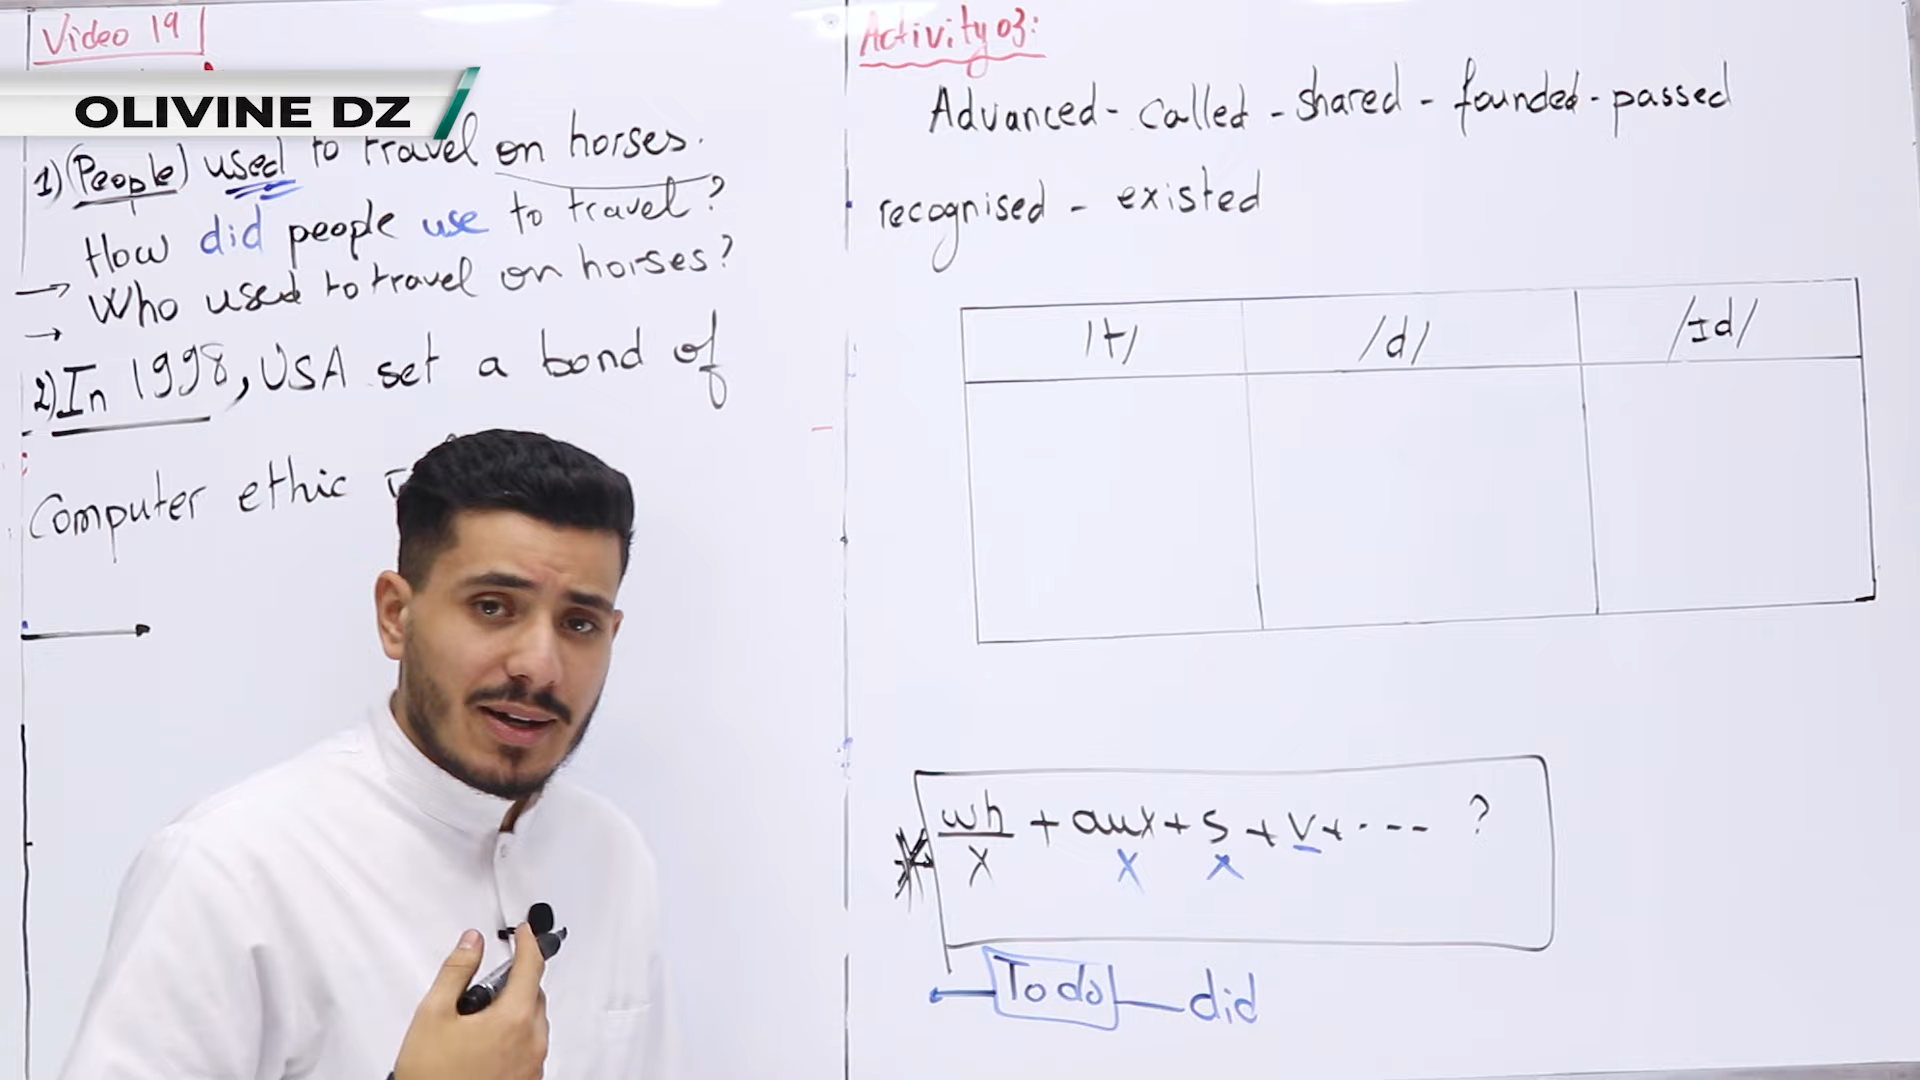 Video 19
OLIVINE DZ
1) (People) used to travel on horses.
How did people use to travel?
→ Who used to travel on horses?
→
2) In 1998, USA set a bond of
Computer ethic
Activity 03:
Advanced - called - shared - founded - passed
recognised - existed
/t/ /d/ /ɪd/
wh + aux + S + V + ---- ?
X X X
To do did